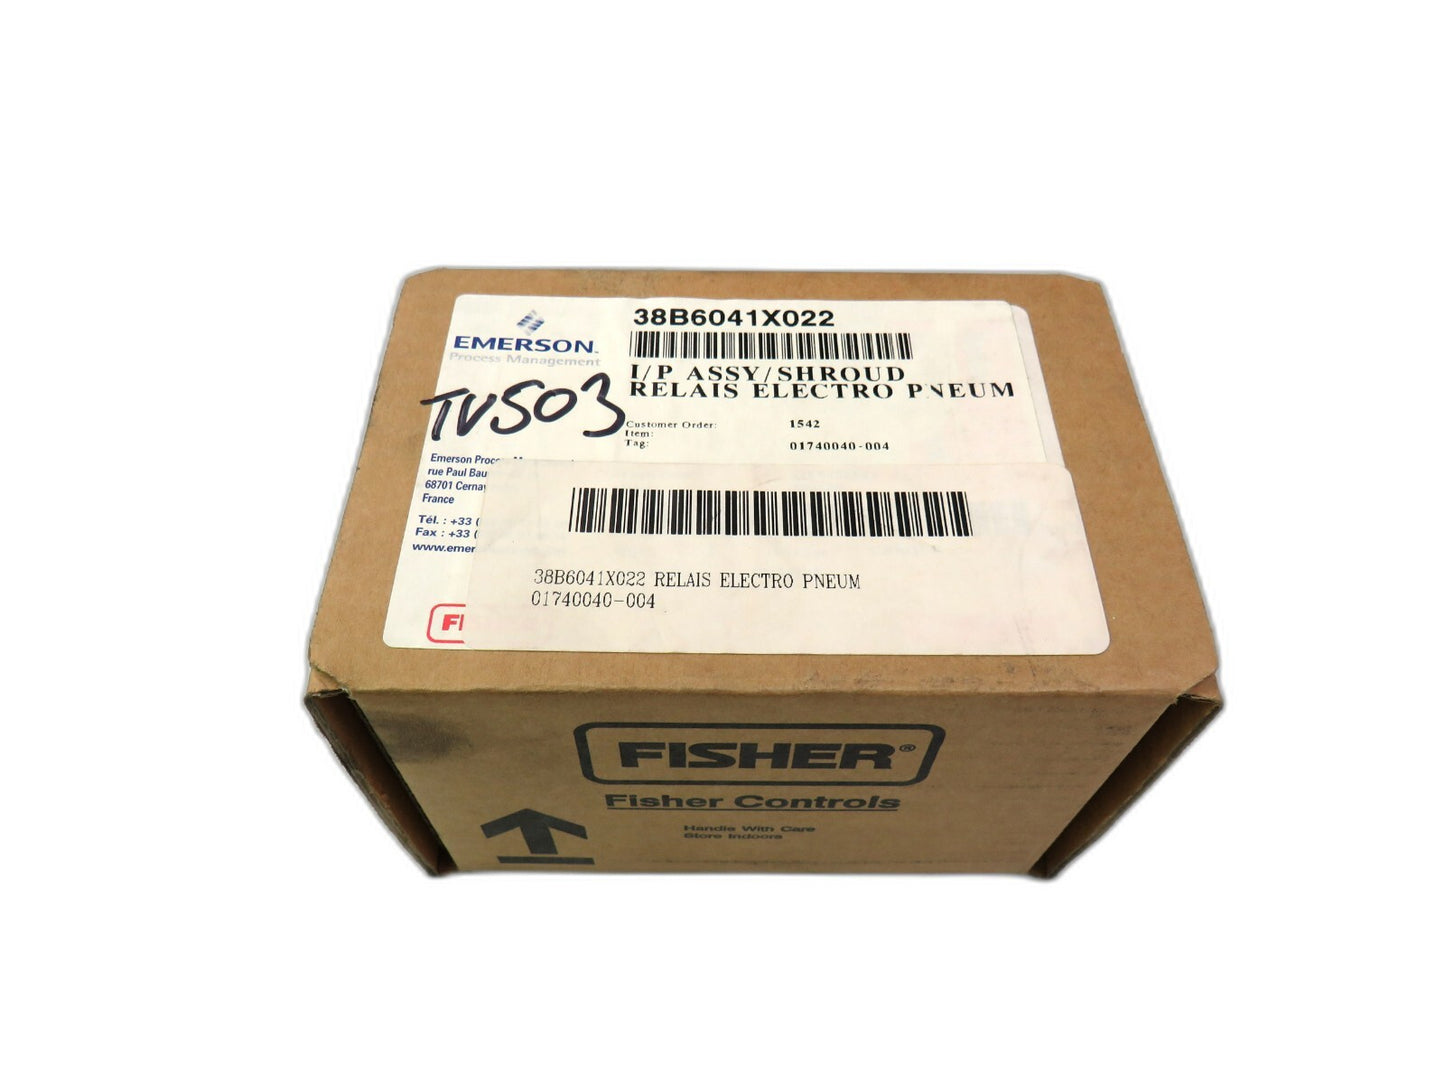 38B6041X022
EMERSON
Process Management
I/P ASSY/SHROUD
RELAIS ELECTRO PNEUM
TV503
Customer Order: 1542
Item:
Tag: 01740040-004
Emerson
rue Paul
68701 Cernay
France
Tél. : +33 (
Fax : +33 (
38B6041X022 RELAIS ELECTRO PNEUM
01740040-004
FISHER®
Fisher Controls
Handle With Care
Store Indoors